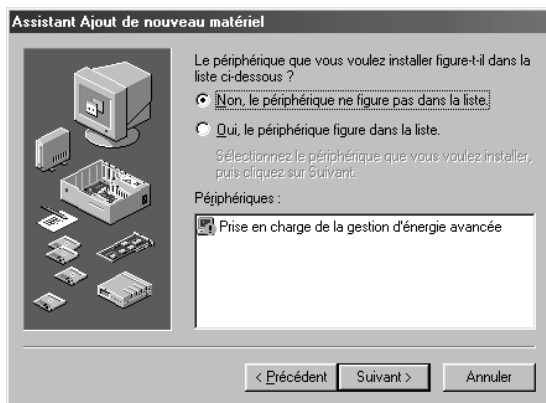 Assistant Ajout de nouveau matériel
Le périphérique que vous voulez installer figure-t-il dans la
liste ci-dessous ?
Non, le périphérique ne figure pas dans la liste.
Oui, le périphérique figure dans la liste.
Sélectionnez le périphérique que vous voulez installer,
puis cliquez sur Suivant.
Périphériques :
Prise en charge de la gestion d'énergie avancée
< Précédent
Suivant >
Annuler